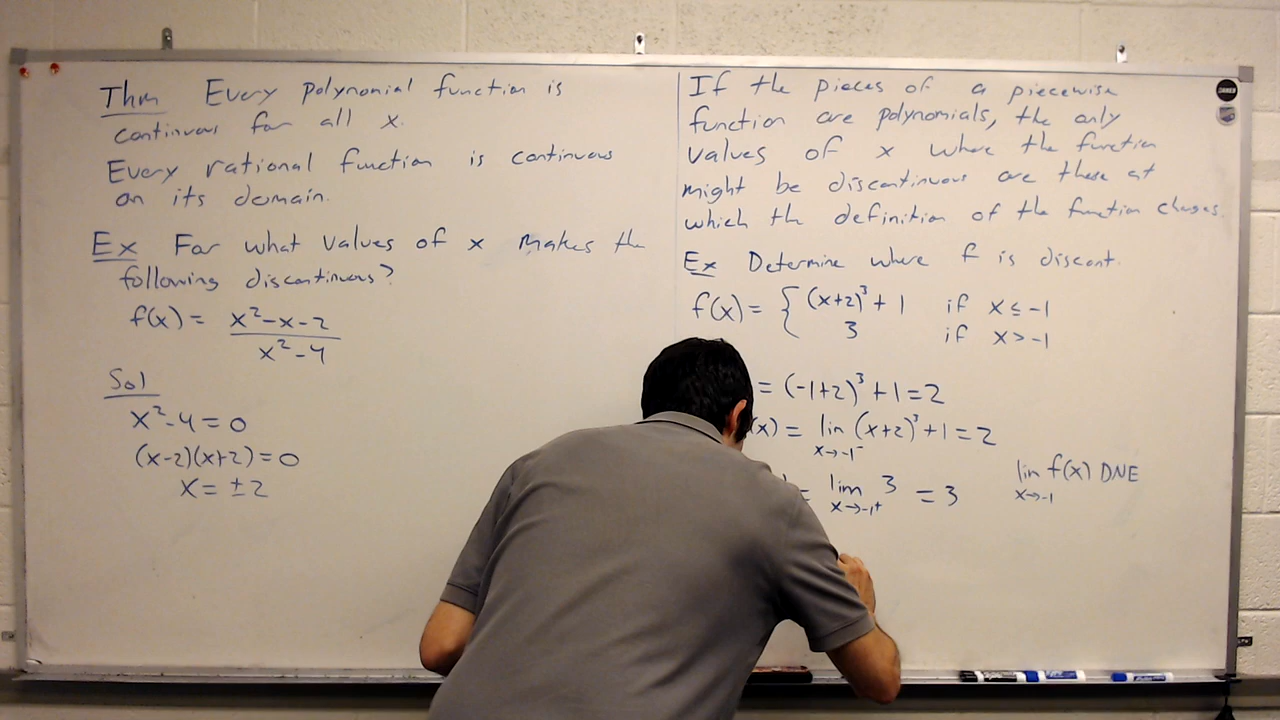 Thm Every polynomial function is
continuous for all x.
Every rational function is continuous
on its domain.
Ex For what values of x makes the
following discontinuous?
f(x) = x²-x-2
x²-4
Sol
x²-4=0
(x-2)(x+2)=0
x= ±2
If the pieces of a piecewise
function are polynomials, the only
values of x where the function
might be discontinuous are those at
which the definition of the function changes.
Ex Determine where f is discont.
f(x)= { (x+2)³+1 if x≤-1
3 if x>-1
= (-1+2)³+1=2
(x) = lim (x+2)³+1=2
x→-1⁻
= lim 3 = 3
x→-1⁺
lim f(x) DNE
x→-1